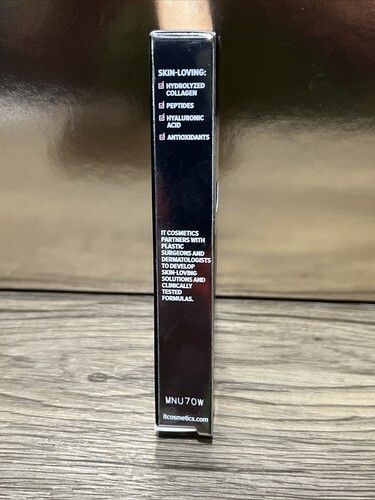 SKIN-LOVING:
HYDROLYZED
COLLAGEN
PEPTIDES
HYALURONIC
ACID
ANTIOXIDANTS
IT COSMETICS
PARTNERS WITH
PLASTIC
SURGEONS AND
DERMATOLOGISTS
TO DEVELOP
SKIN-LOVING
SOLUTIONS AND
CLINICALLY
TESTED
FORMULAS.
MNU70W
itcosmetics.com